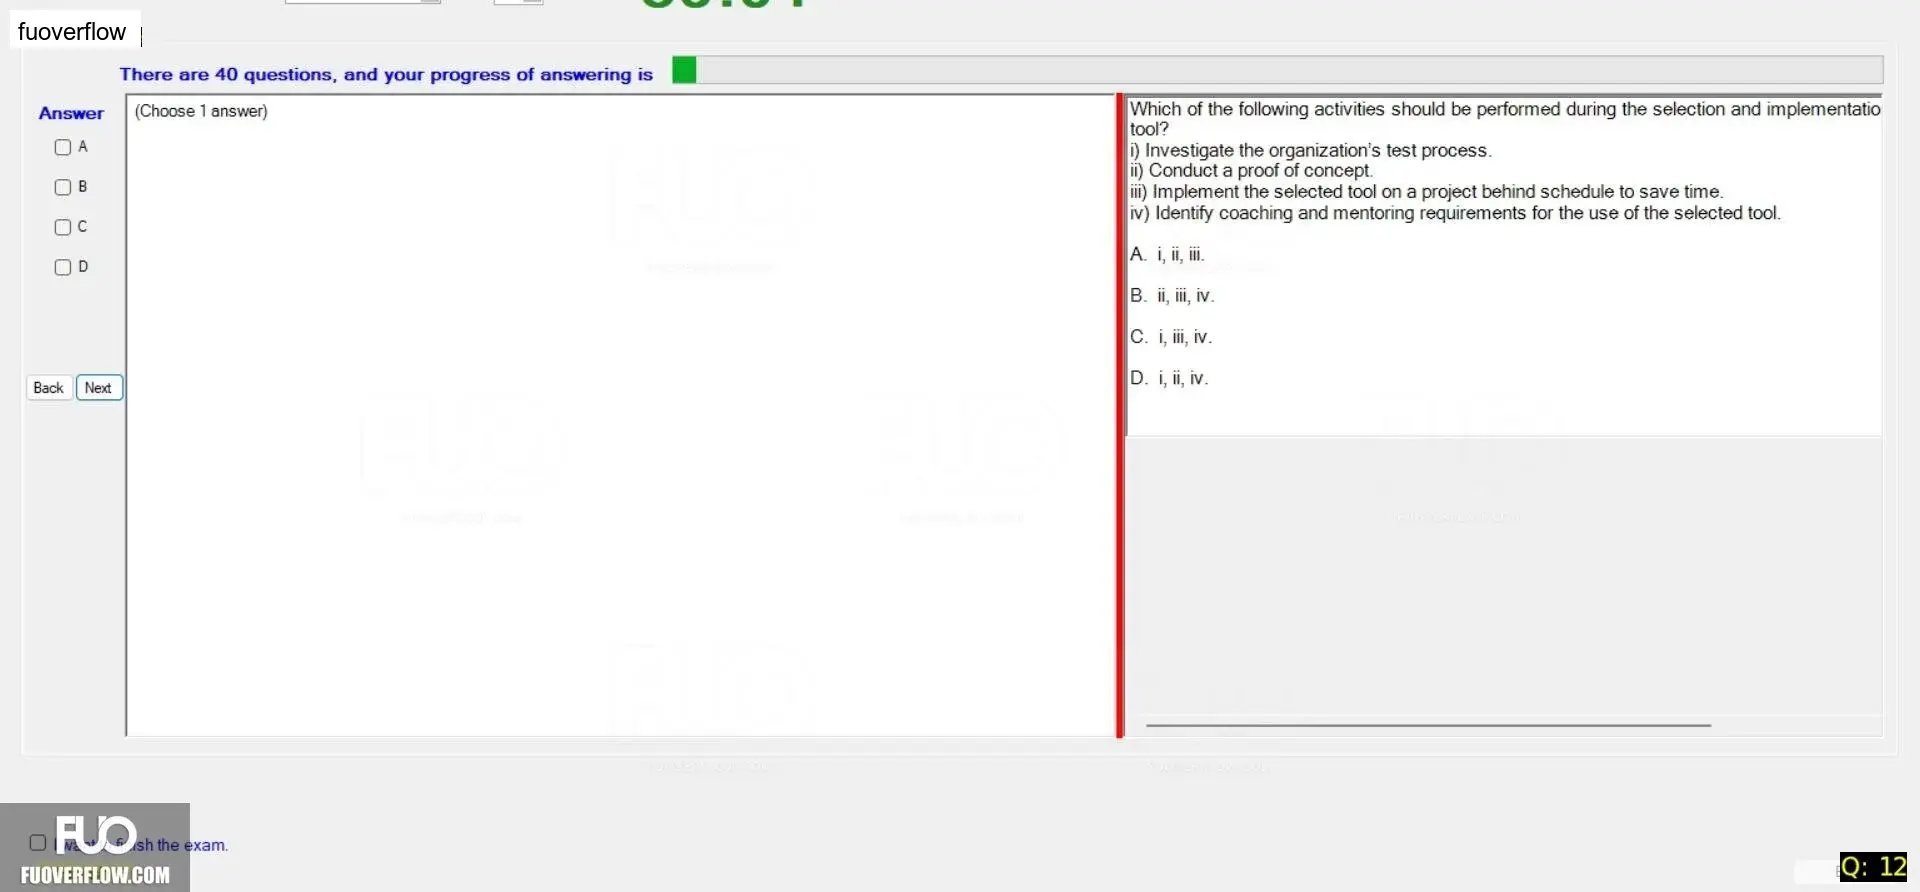 fuoverflow
There are 40 questions, and your progress of answering is
Answer
(Choose 1 answer)
A
B
C
D
Back Next
Which of the following activities should be performed during the selection and implementatio
tool?
i) Investigate the organization's test process.
ii) Conduct a proof of concept.
iii) Implement the selected tool on a project behind schedule to save time.
iv) Identify coaching and mentoring requirements for the use of the selected tool.
A. i, ii, iii.
B. ii, iii, iv.
C. i, iii, iv.
D. i, ii, iv.
FUO
the exam.
FUOVERFLOW.COM
Q: 12